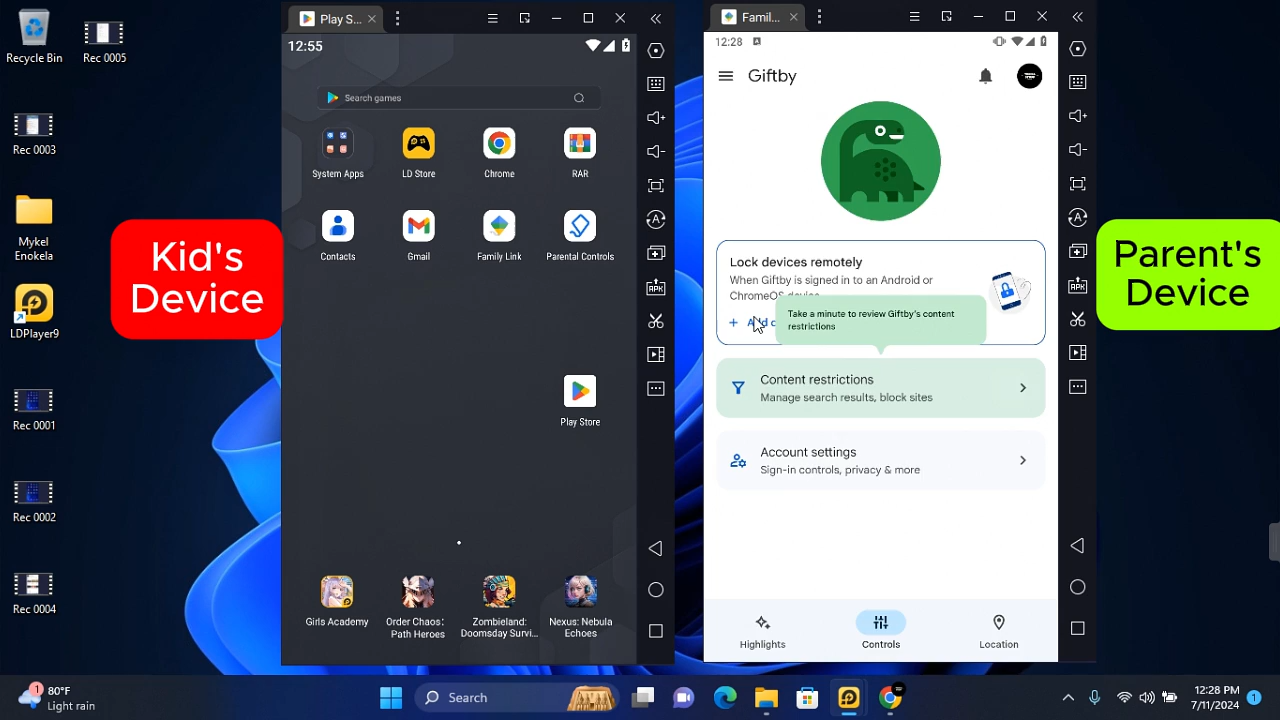 Recycle Bin
Rec 0005
Rec 0003
Mykel
Enokela
LDPlayer9
Rec 0001
Rec 0002
Rec 0004
Kid's
Device
Play S...
12:55
Search games
System Apps
LD Store
Chrome
RAR
Contacts
Gmail
Family Link
Parental Controls
Play Store
Girls Academy
Order Chaos:
Path Heroes
Zombieland:
Doomsday Survi...
Nexus: Nebula
Echoes
APK
Famil...
12:28
Giftby
Lock devices remotely
When Giftby is signed in to an Android or
ChromeOS device
Take a minute to review Giftby's content
restrictions
Content restrictions
Manage search results, block sites
Account settings
Sign-in controls, privacy & more
Highlights
Controls
Location
APK
Parent's
Device
1
80°F
Light rain
Search
12:28 PM
7/11/2024
1